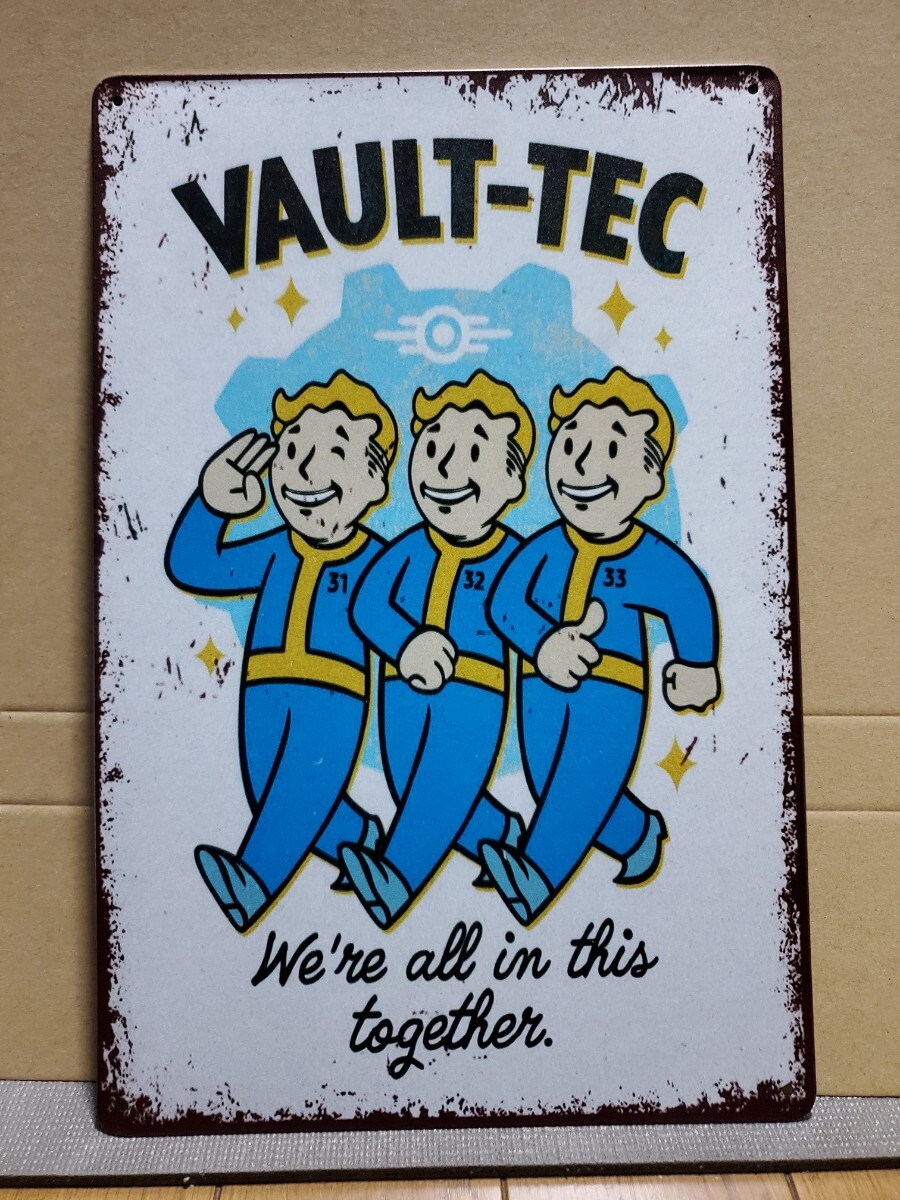 VAULT-TEC
31
32
33
We're all in this
together.